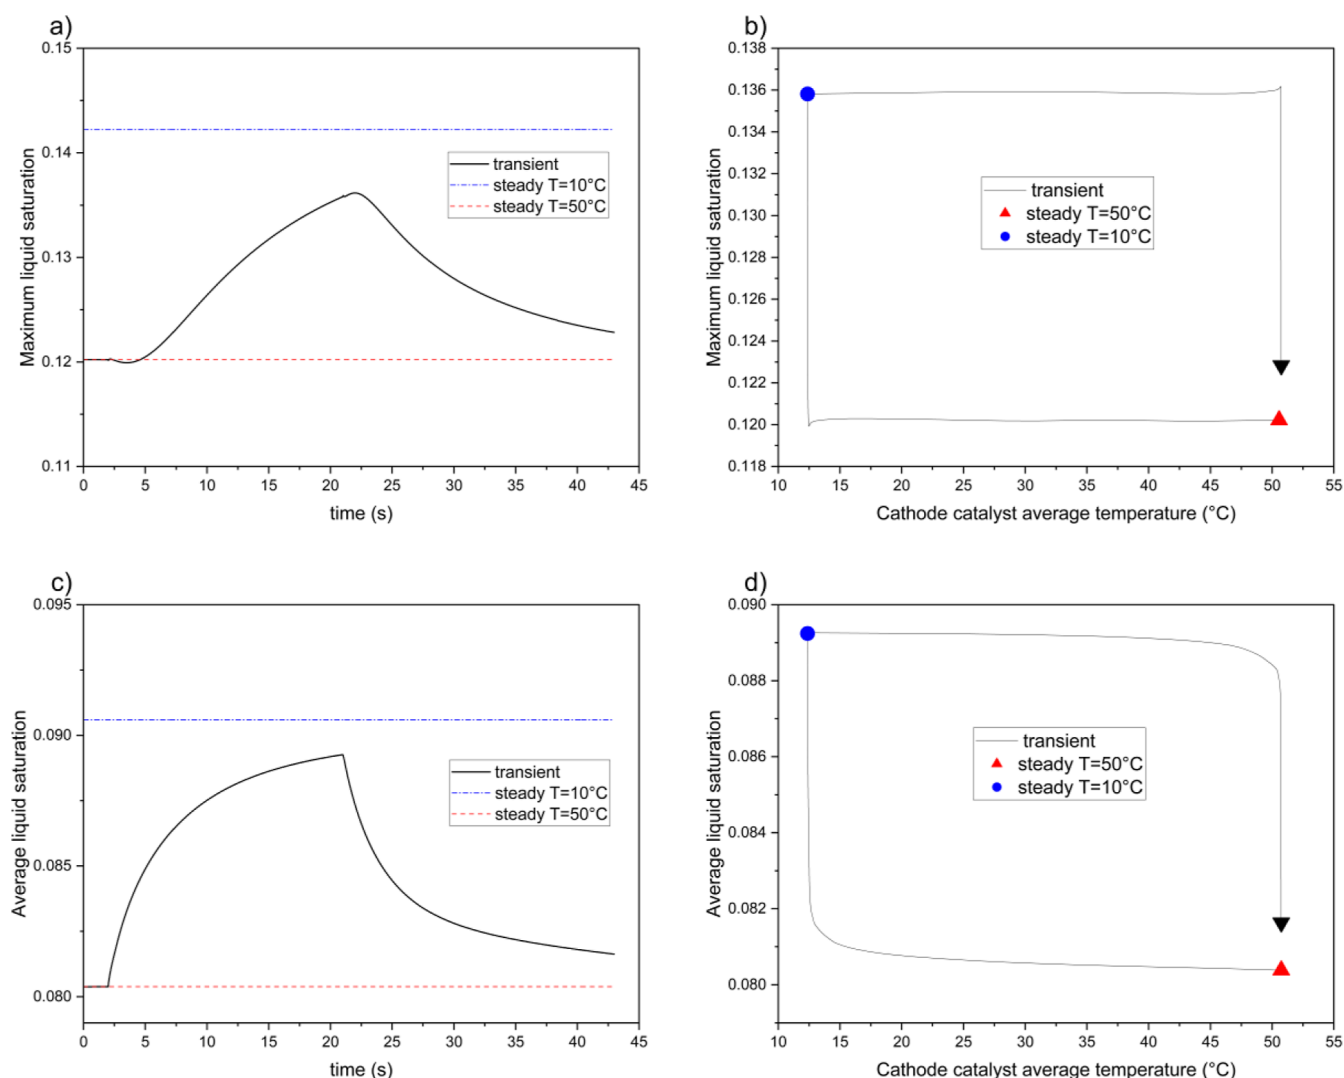 a)
0.15
0.14
0.13
0.12
0.11
Maximum liquid saturation
transient
steady T=10°C
steady T=50°C
0 5 10 15 20 25 30 35 40 45
time (s)
b)
0.138
0.136
0.134
0.132
0.130
0.128
0.126
0.124
0.122
0.120
0.118
Maximum liquid saturation
transient
steady T=50°C
steady T=10°C
10 15 20 25 30 35 40 45 50 55
Cathode catalyst average temperature (°C)
c)
0.095
0.090
0.085
0.080
Average liquid saturation
transient
steady T=10°C
steady T=50°C
0 5 10 15 20 25 30 35 40 45
time (s)
d)
0.090
0.088
0.086
0.084
0.082
0.080
Average liquid saturation
transient
steady T=50°C
steady T=10°C
10 15 20 25 30 35 40 45 50 55
Cathode catalyst average temperature (°C)